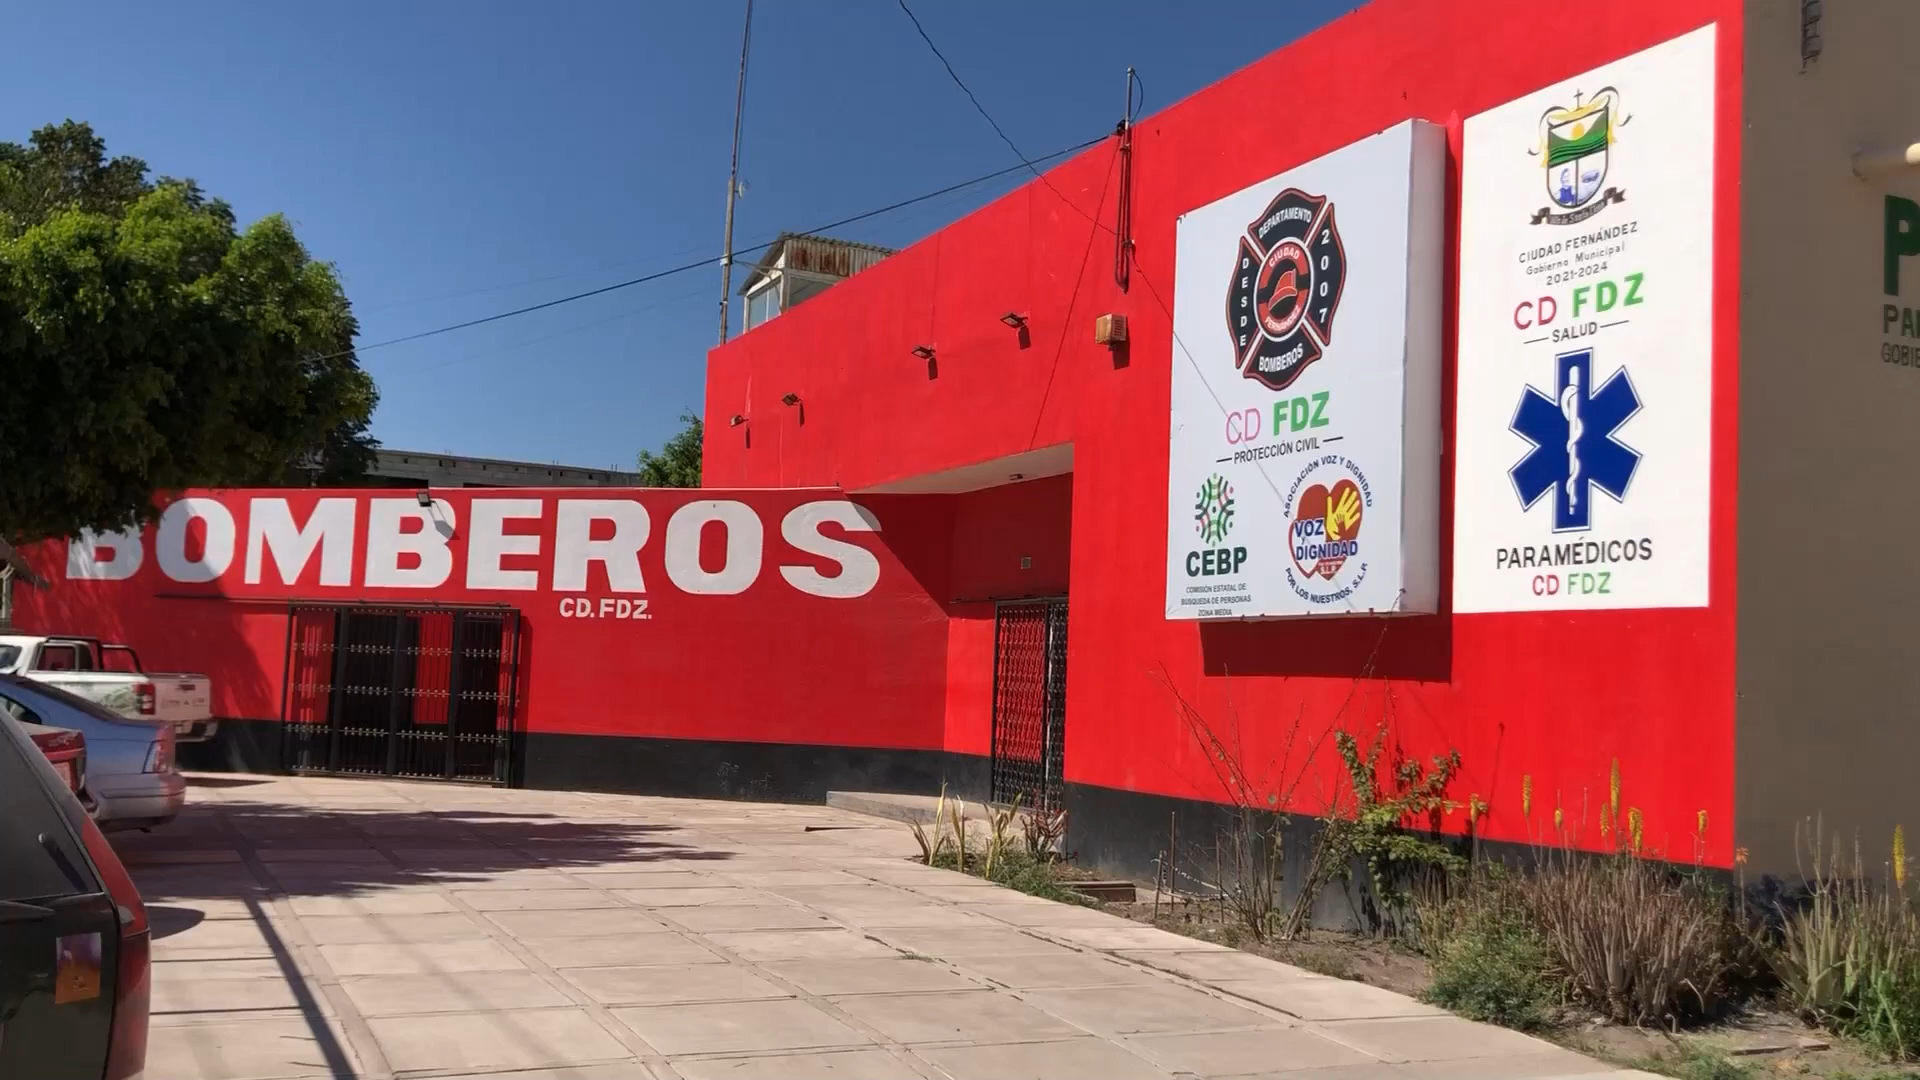 BOMBEROS
CD. FDZ.
DEPARTAMENTO
DESDE
2007
CIUDAD
FERNÁNDEZ
BOMBEROS
CD FDZ
PROTECCIÓN CIVIL
CEBP
COMISIÓN ESTATAL DE
BUSQUEDA DE PERSONAS
ZONA MEDIA
ASOCIACIÓN VOZ Y DIGNIDAD
VOZ
Y
DIGNIDAD
S.L.P.
POR LOS NUESTROS, S.L.P.
CIUDAD FERNÁNDEZ
Gobierno Municipal
2021-2024
CD FDZ
SALUD
PARAMÉDICOS
CD FDZ